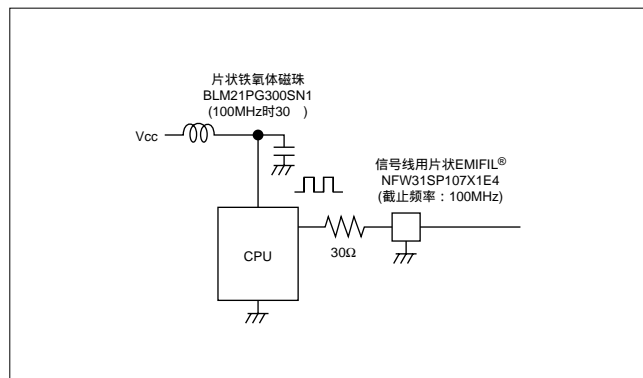 片状铁氧体磁珠
BLM21PG300SN1
(100MHz时30 )
Vcc
信号线用片状EMIFIL®
NFW31SP107X1E4
(截止频率：100MHz)
CPU
30Ω